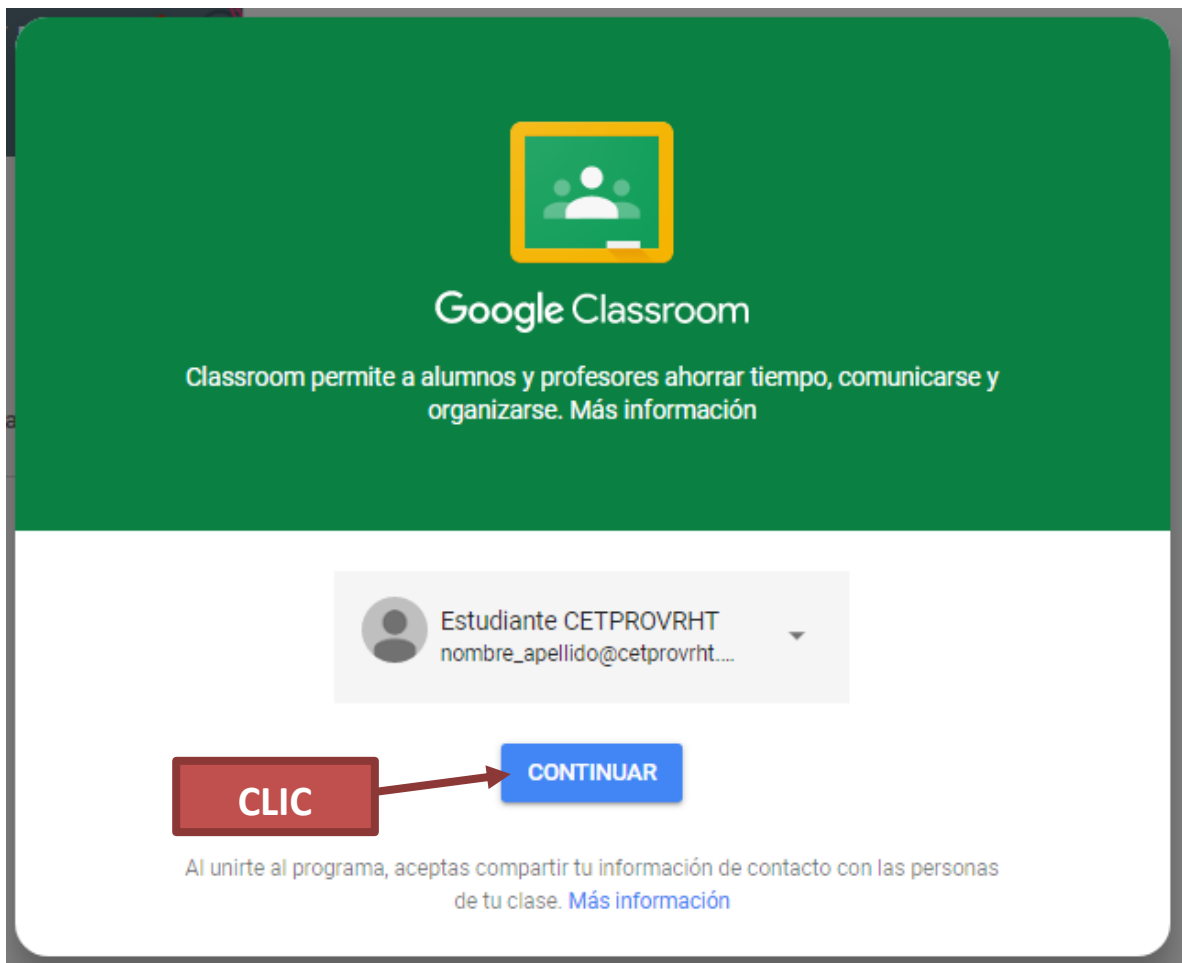 Google Classroom
Classroom permite a alumnos y profesores ahorrar tiempo, comunicarse y
organizarse. Más información
Estudiante CETPROVRHT
nombre_apellido@cetprovrht....
CONTINUAR
CLIC
Al unirte al programa, aceptas compartir tu información de contacto con las personas
de tu clase. Más información